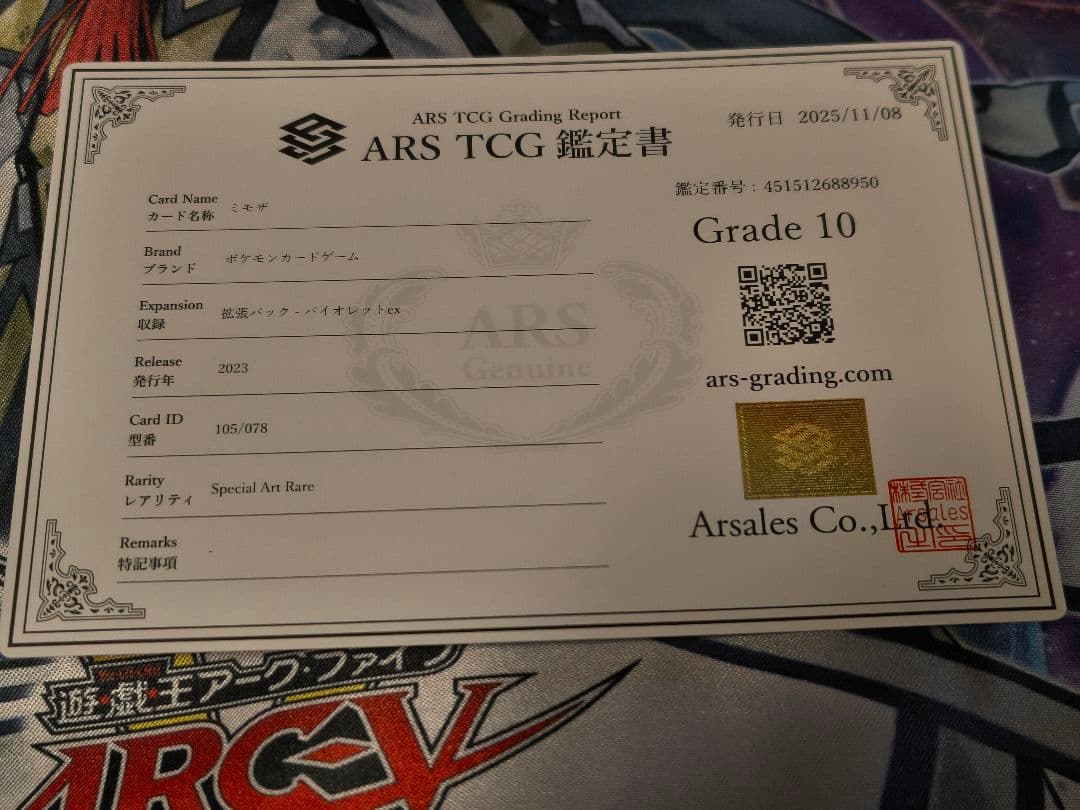 ARS TCG Grading Report
ARS TCG 鑑定書
発行日 2025/11/08
鑑定番号 : 451512688950
Grade 10
Card Name
カード名称 ミモザ
Brand
ブランド ポケモンカードゲーム
Expansion
収録 拡張パック - バイオレットex
Release
発行年 2023
Card ID
型番 105/078
Rarity
レアリティ Special Art Rare
Remarks
特記事項 -
ARS
Genuine
ars-grading.com
Arsales Co.,Ltd.
株式会社
Arsales
遊・戯・王アーク・ファイブ
ARC-V